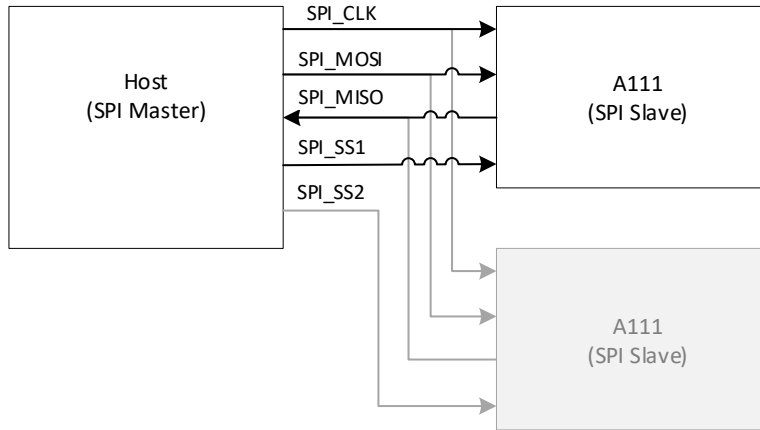 SPI_CLK
SPI_MOSI
SPI_MISO
SPI_SS1
SPI_SS2
Host
(SPI Master)
A111
(SPI Slave)
A111
(SPI Slave)